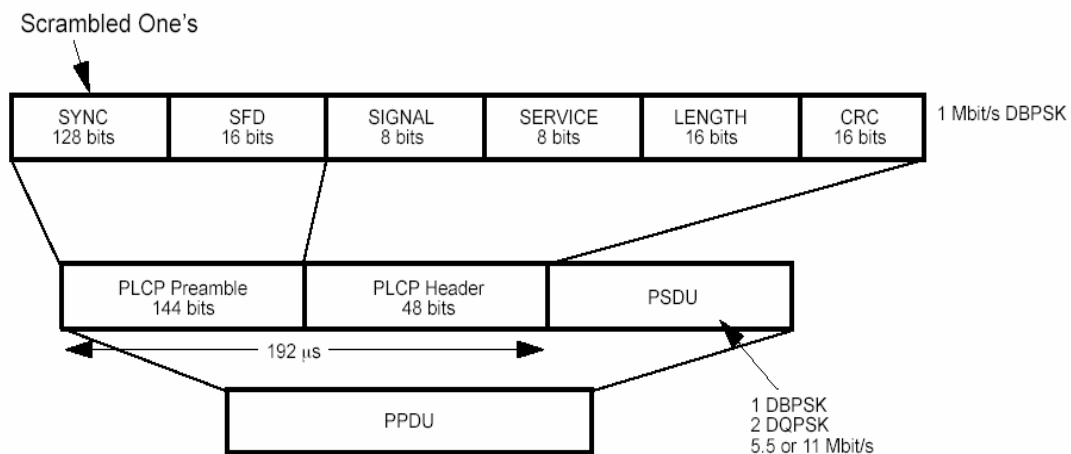 Scrambled One's
SYNC
128 bits
SFD
16 bits
SIGNAL
8 bits
SERVICE
8 bits
LENGTH
16 bits
CRC
16 bits
1 Mbit/s DBPSK
PLCP Preamble
144 bits
PLCP Header
48 bits
PSDU
192 µs
PPDU
1 DBPSK
2 DQPSK
5.5 or 11 Mbit/s